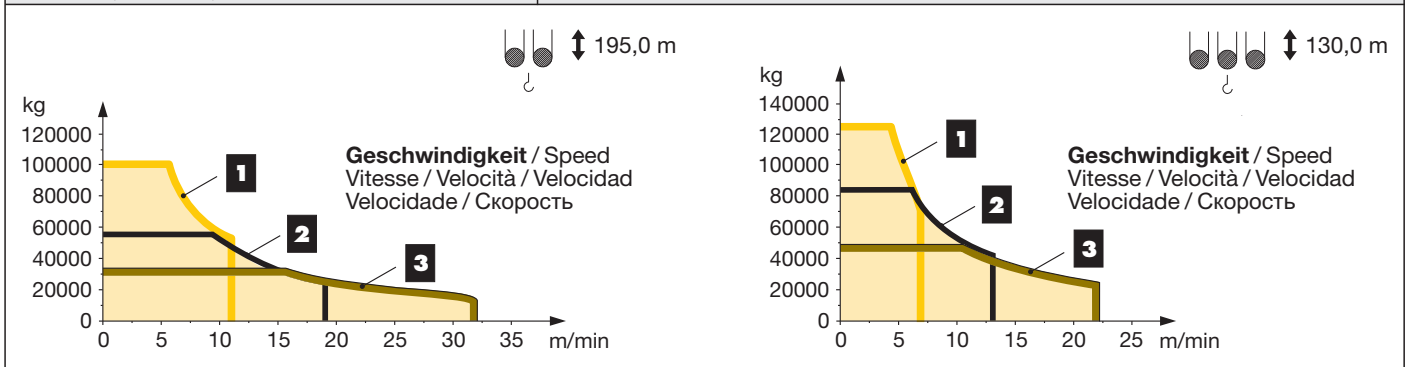 195,0 m
kg
120000
100000
80000
60000
40000
20000
0
0 5 10 15 20 25 30 35 m/min
1
2
3
Geschwindigkeit / Speed
Vitesse / Velocità / Velocidad
Velocidade / Скорость
130,0 m
kg
140000
120000
100000
80000
60000
40000
20000
0
0 5 10 15 20 25 m/min
1
2
3
Geschwindigkeit / Speed
Vitesse / Velocità / Velocidad
Velocidade / Скорость